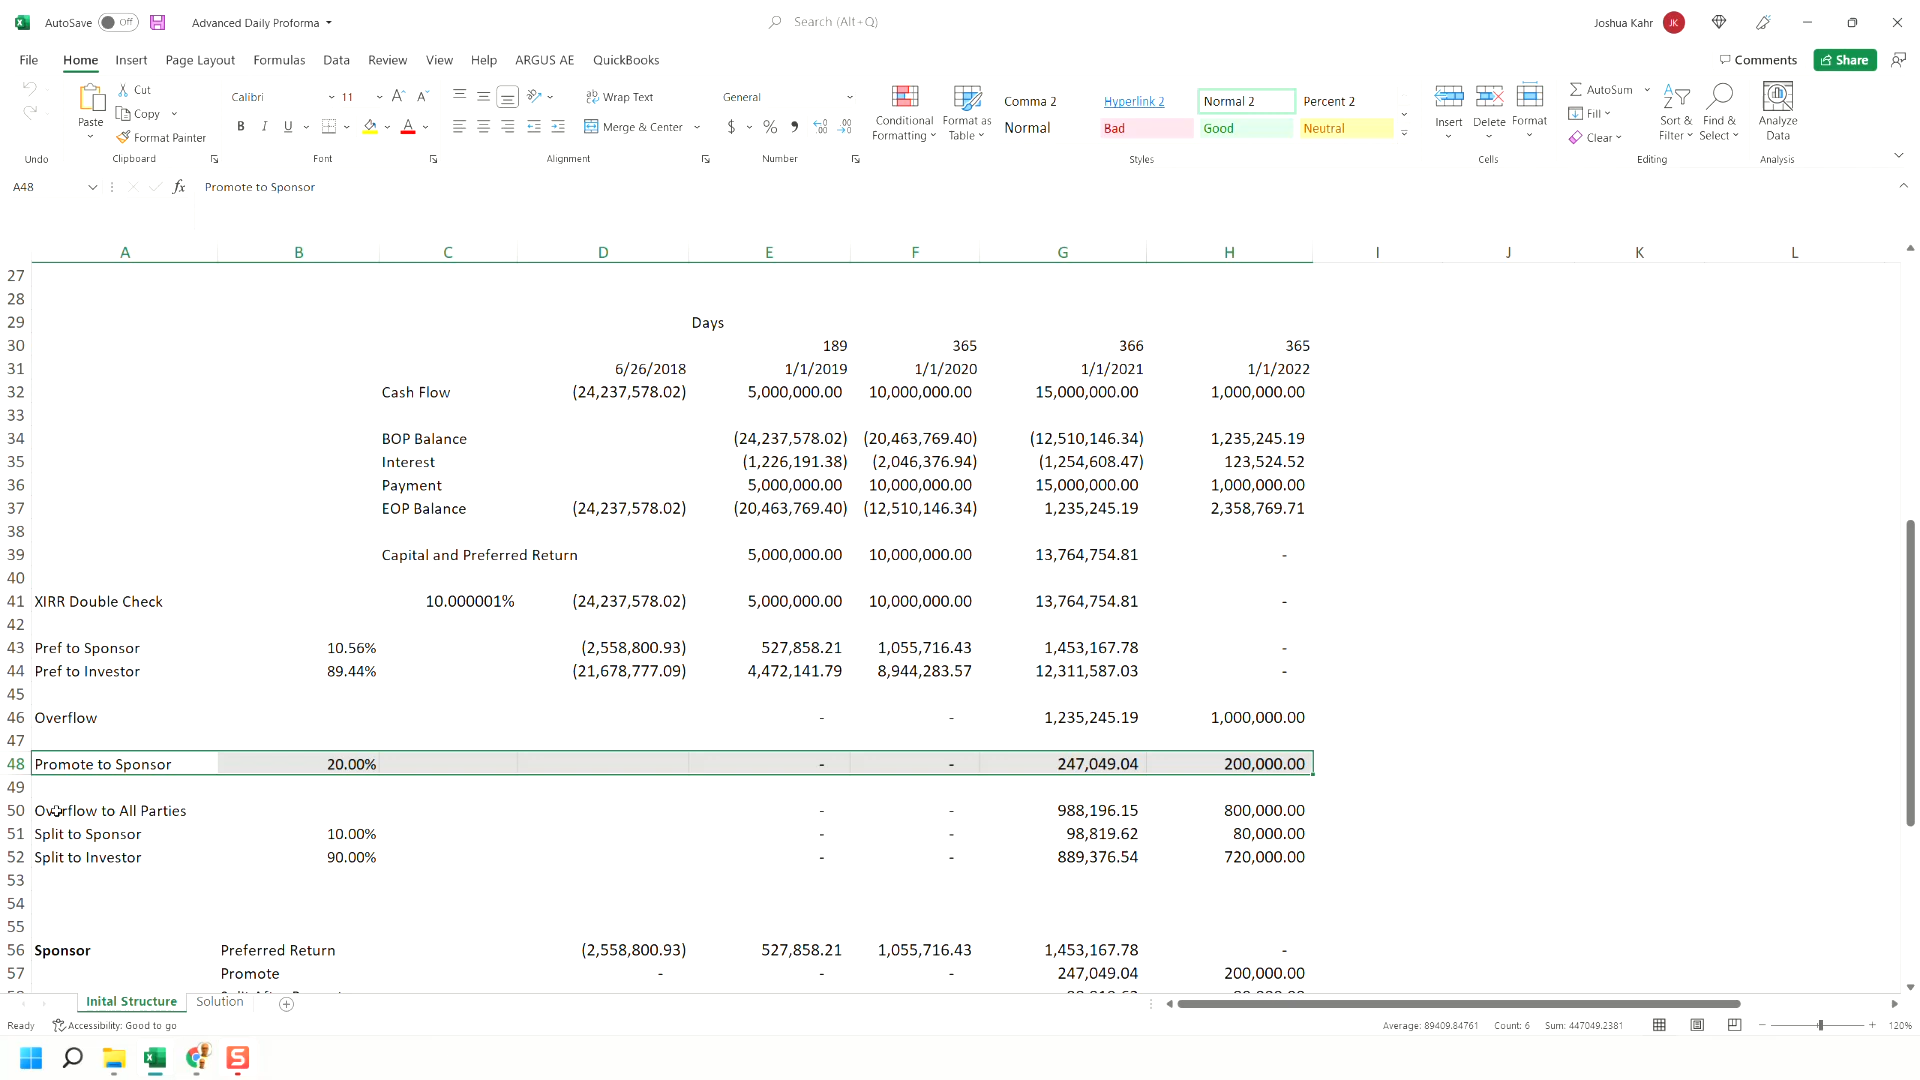 AutoSave Off Advanced Daily Proforma Search (Alt+Q) Joshua Kahr JK
File Home Insert Page Layout Formulas Data Review View Help ARGUS AE QuickBooks Comments Share
Paste Cut Copy Format Painter
Calibri 11 B I U
Wrap Text Merge & Center
General $ %
Conditional Formatting Format as Table
Comma 2 Hyperlink 2 Normal 2 Percent 2
Normal Bad Good Neutral
Insert Delete Format
AutoSum Fill Clear
Sort & Filter Find & Select Analyze Data
Undo Clipboard Font Alignment Number Styles Cells Editing Analysis
A48 fx Promote to Sponsor
A B C D E F G H I J K L
27
28
29 Days
30 189 365 366 365
31 6/26/2018 1/1/2019 1/1/2020 1/1/2021 1/1/2022
32 Cash Flow (24,237,578.02) 5,000,000.00 10,000,000.00 15,000,000.00 1,000,000.00
33
34 BOP Balance (24,237,578.02) (20,463,769.40) (12,510,146.34) 1,235,245.19
35 Interest (1,226,191.38) (2,046,376.94) (1,254,608.47) 123,524.52
36 Payment 5,000,000.00 10,000,000.00 15,000,000.00 1,000,000.00
37 EOP Balance (24,237,578.02) (20,463,769.40) (12,510,146.34) 1,235,245.19 2,358,769.71
38
39 Capital and Preferred Return 5,000,000.00 10,000,000.00 13,764,754.81 -
40
41 XIRR Double Check 10.000001% (24,237,578.02) 5,000,000.00 10,000,000.00 13,764,754.81 -
42
43 Pref to Sponsor 10.56% (2,558,800.93) 527,858.21 1,055,716.43 1,453,167.78 -
44 Pref to Investor 89.44% (21,678,777.09) 4,472,141.79 8,944,283.57 12,311,587.03 -
45
46 Overflow - - 1,235,245.19 1,000,000.00
47
48 Promote to Sponsor 20.00% - - 247,049.04 200,000.00
49
50 Overflow to All Parties - - 988,196.15 800,000.00
51 Split to Sponsor 10.00% - - 98,819.62 80,000.00
52 Split to Investor 90.00% - - 889,376.54 720,000.00
53
54
55
56 Sponsor Preferred Return (2,558,800.93) 527,858.21 1,055,716.43 1,453,167.78 -
57 Promote - - - 247,049.04 200,000.00
Inital Structure Solution
Ready Accessibility: Good to go Average: 89409.84761 Count: 6 Sum: 447049.2381 120%